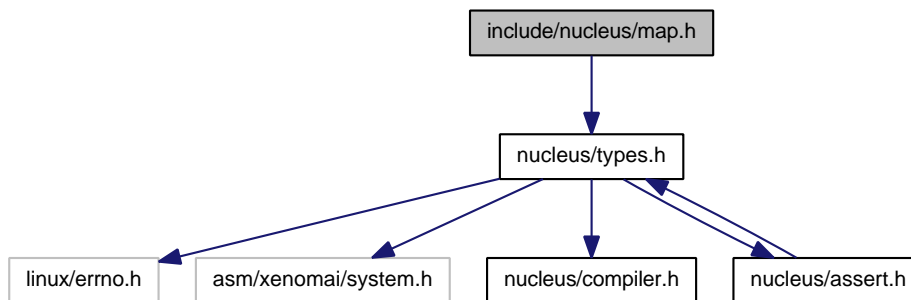 include/nucleus/map.h
nucleus/types.h
linux/errno.h
asm/xenomai/system.h
nucleus/compiler.h
nucleus/assert.h